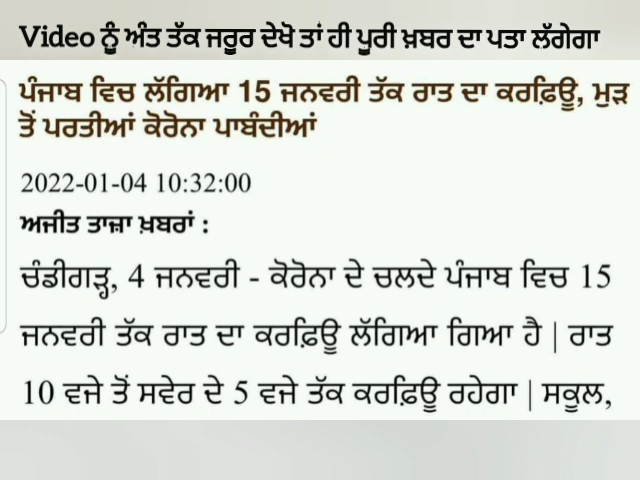 Video ਨੂੰ ਅੰਤ ਤੱਕ ਜਰੂਰ ਦੇਖੋ ਤਾਂ ਹੀ ਪੂਰੀ ਖ਼ਬਰ ਦਾ ਪਤਾ ਲੱਗੇਗਾ
ਪੰਜਾਬ ਵਿਚ ਲੱਗਿਆ 15 ਜਨਵਰੀ ਤੱਕ ਰਾਤ ਦਾ ਕਰਫ਼ਿਊ, ਮੁੜ
ਤੋਂ ਪਰਤੀਆਂ ਕੋਰੋਨਾ ਪਾਬੰਦੀਆਂ
2022-01-04 10:32:00
ਅਜੀਤ ਤਾਜ਼ਾ ਖ਼ਬਰਾਂ :
ਚੰਡੀਗੜ੍ਹ, 4 ਜਨਵਰੀ - ਕੋਰੋਨਾ ਦੇ ਚਲਦੇ ਪੰਜਾਬ ਵਿਚ 15
ਜਨਵਰੀ ਤੱਕ ਰਾਤ ਦਾ ਕਰਫ਼ਿਊ ਲੱਗਿਆ ਗਿਆ ਹੈ | ਰਾਤ
10 ਵਜੇ ਤੋਂ ਸਵੇਰ ਦੇ 5 ਵਜੇ ਤੱਕ ਕਰਫ਼ਿਊ ਰਹੇਗਾ | ਸਕੂਲ,